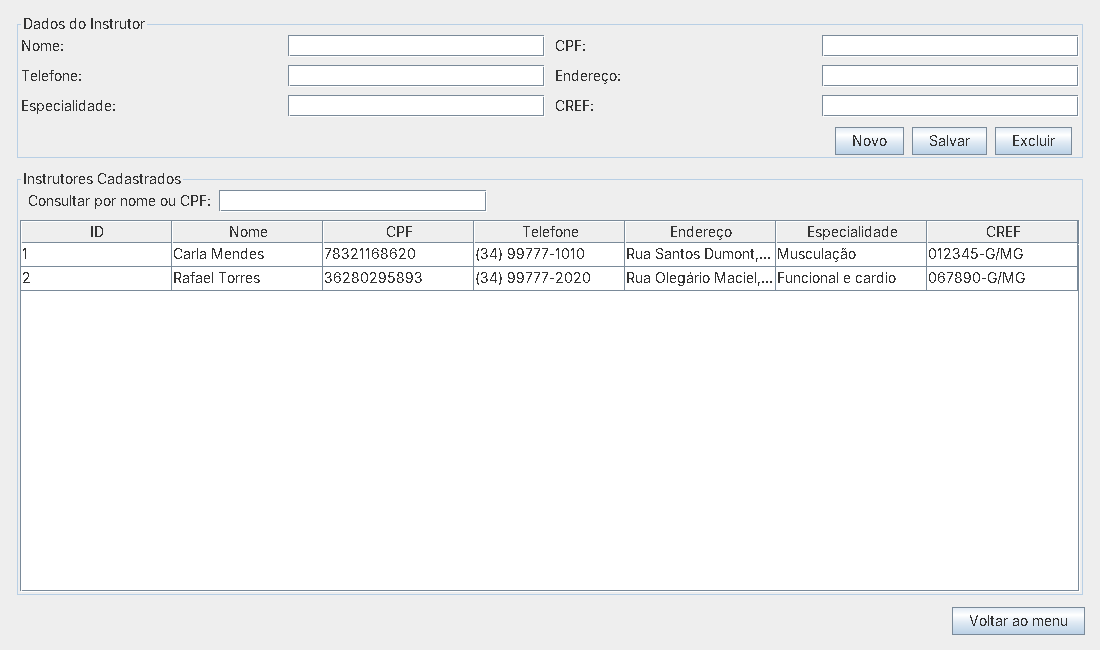 Dados do Instrutor
Nome: CPF:
Telefone: Endereço:
Especialidade: CREF:
Novo Salvar Excluir
Instrutores Cadastrados
Consultar por nome ou CPF:
ID Nome CPF Telefone Endereço Especialidade CREF
1 Carla Mendes 78321168620 (34) 99777-1010 Rua Santos Dumont,... Musculação 012345-G/MG
2 Rafael Torres 36280295893 (34) 99777-2020 Rua Olegário Maciel,... Funcional e cardio 067890-G/MG
Voltar ao menu